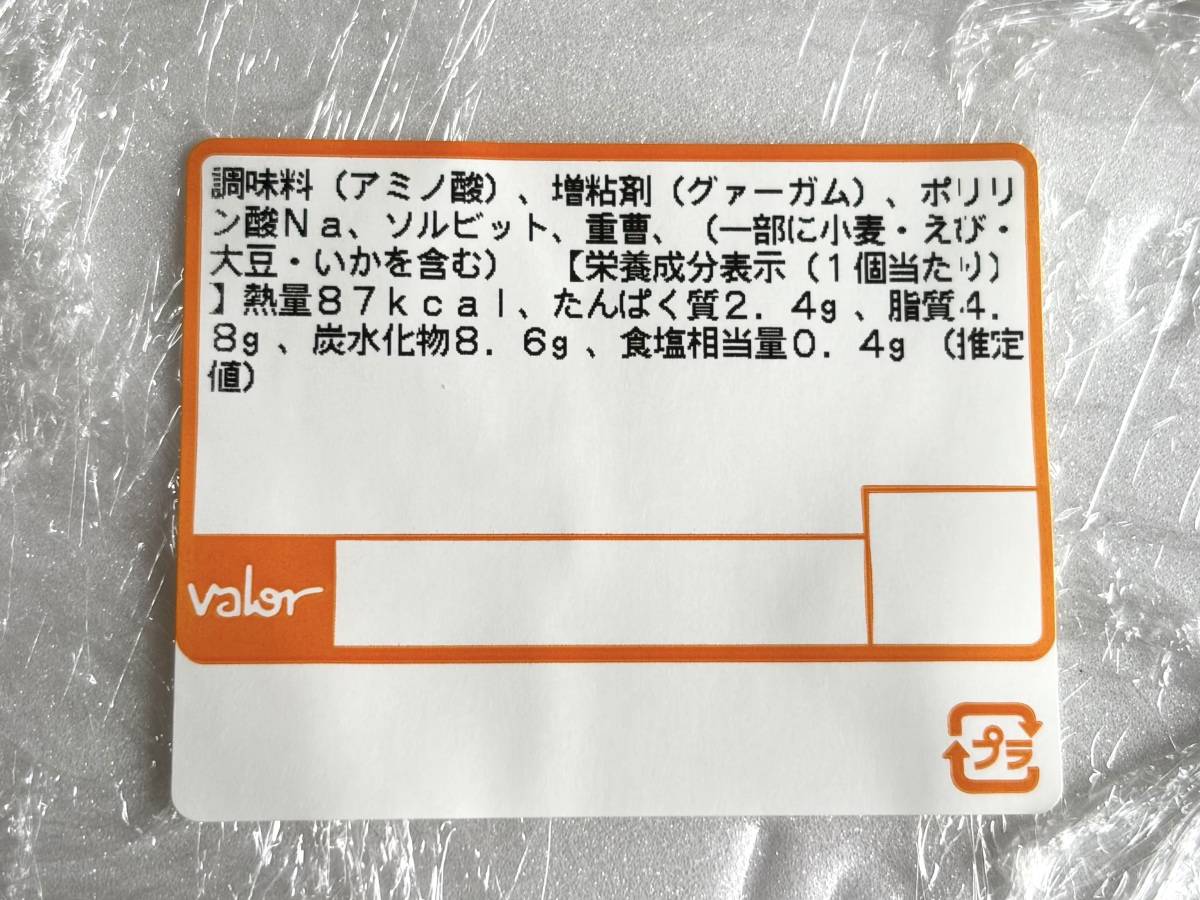 調味料（アミノ酸）、増粘剤（グァーガム）、ポリリ
ン酸Ｎａ、ソルビット、重曹、（一部に小麦・えび・
大豆・いかを含む）　【栄養成分表示（１個当たり）
】熱量８７ｋｃａｌ、たんぱく質２．４g、脂質４．
８g、炭水化物８．６g、食塩相当量０．４g（推定
値）
valor
プラ